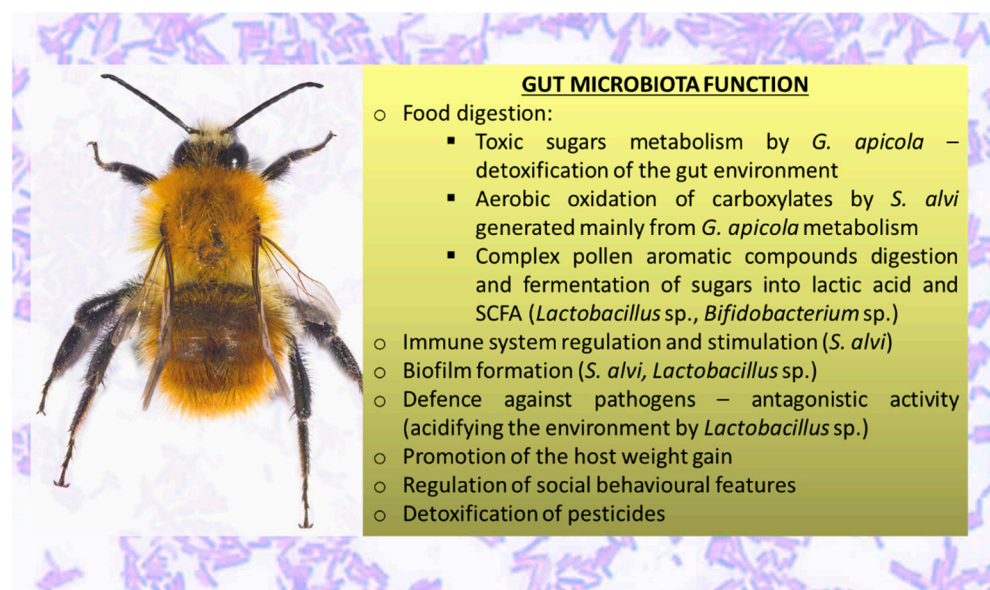 GUT MICROBIOTA FUNCTION
o Food digestion:
▪ Toxic sugars metabolism by G. apicola –
detoxification of the gut environment
▪ Aerobic oxidation of carboxylates by S. alvi
generated mainly from G. apicola metabolism
▪ Complex pollen aromatic compounds digestion
and fermentation of sugars into lactic acid and
SCFA (Lactobacillus sp., Bifidobacterium sp.)
o Immune system regulation and stimulation (S. alvi)
o Biofilm formation (S. alvi, Lactobacillus sp.)
o Defence against pathogens – antagonistic activity
(acidifying the environment by Lactobacillus sp.)
o Promotion of the host weight gain
o Regulation of social behavioural features
o Detoxification of pesticides